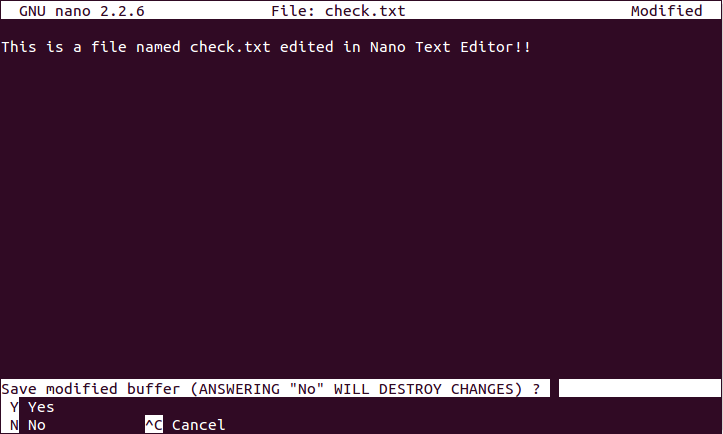 GNU nano 2.2.6 File: check.txt Modified
This is a file named check.txt edited in Nano Text Editor!!
Save modified buffer (ANSWERING "No" WILL DESTROY CHANGES) ?
Y Yes
N No ^C Cancel